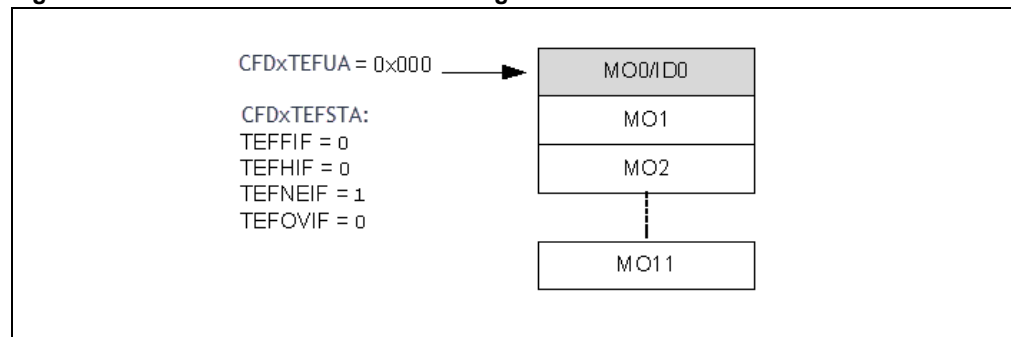 CFDxTEFUA = 0x000
MO0/ID0
CFDxTEFSTA:
TEFFIF = 0
TEFHIF = 0
TEFNEIF = 1
TEFOVIF = 0
MO1
MO2
MO11